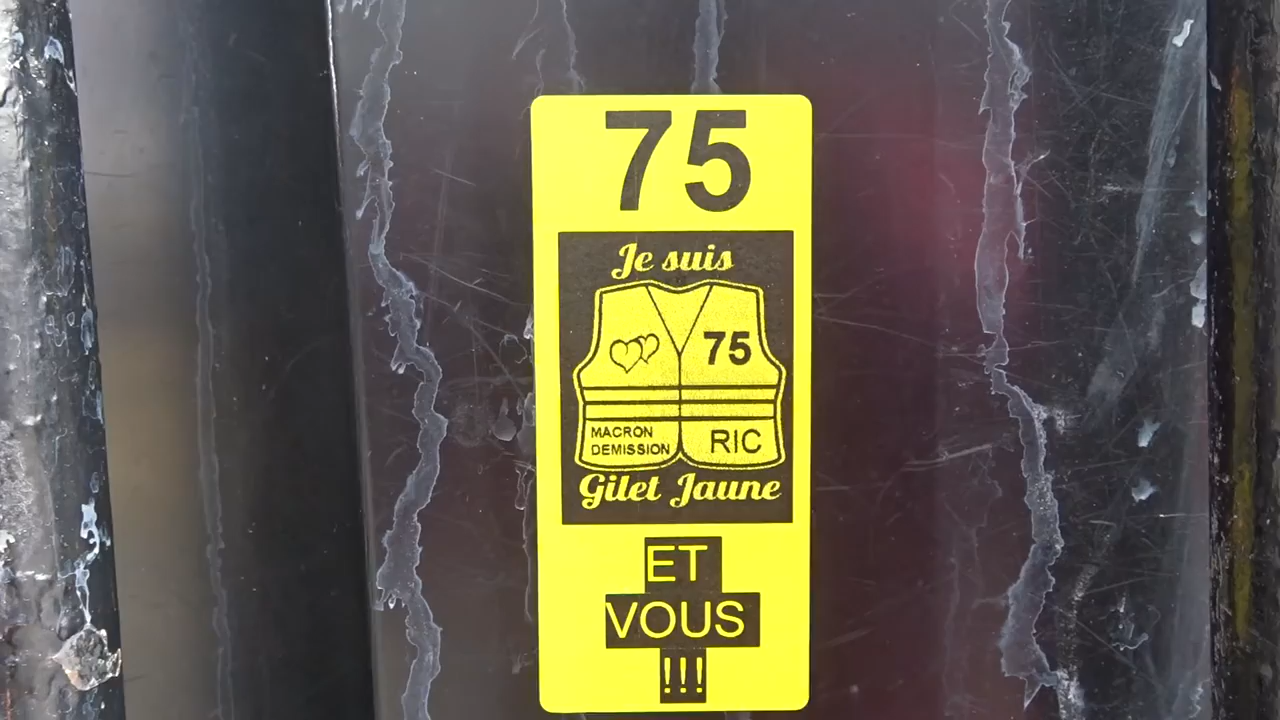 75
Je suis
75
MACRON
DEMISSION
RIC
Gilet Jaune
ET
VOUS
!!!